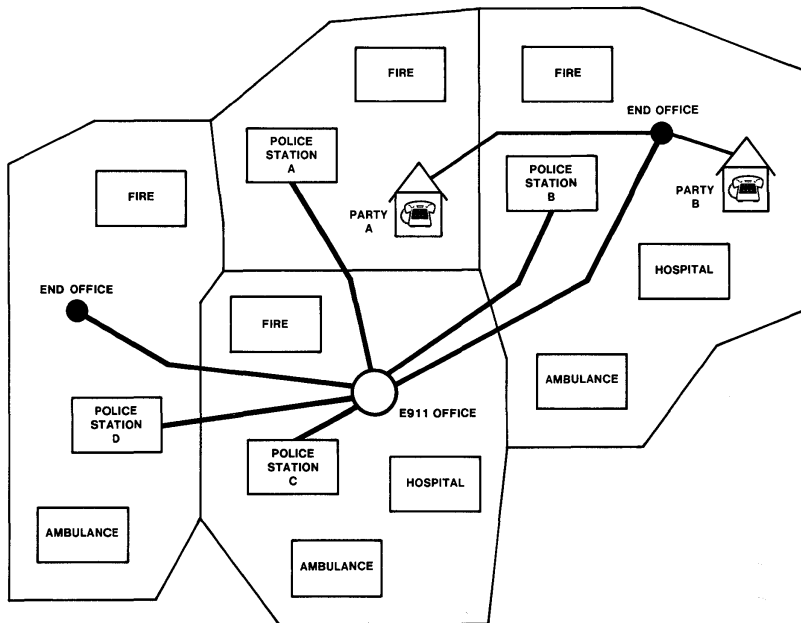 FIRE
FIRE
END OFFICE
POLICE
STATION
A
POLICE
STATION
B
PARTY
A
PARTY
B
FIRE
HOSPITAL
END OFFICE
FIRE
AMBULANCE
POLICE
STATION
D
E911 OFFICE
POLICE
STATION
C
HOSPITAL
AMBULANCE
AMBULANCE